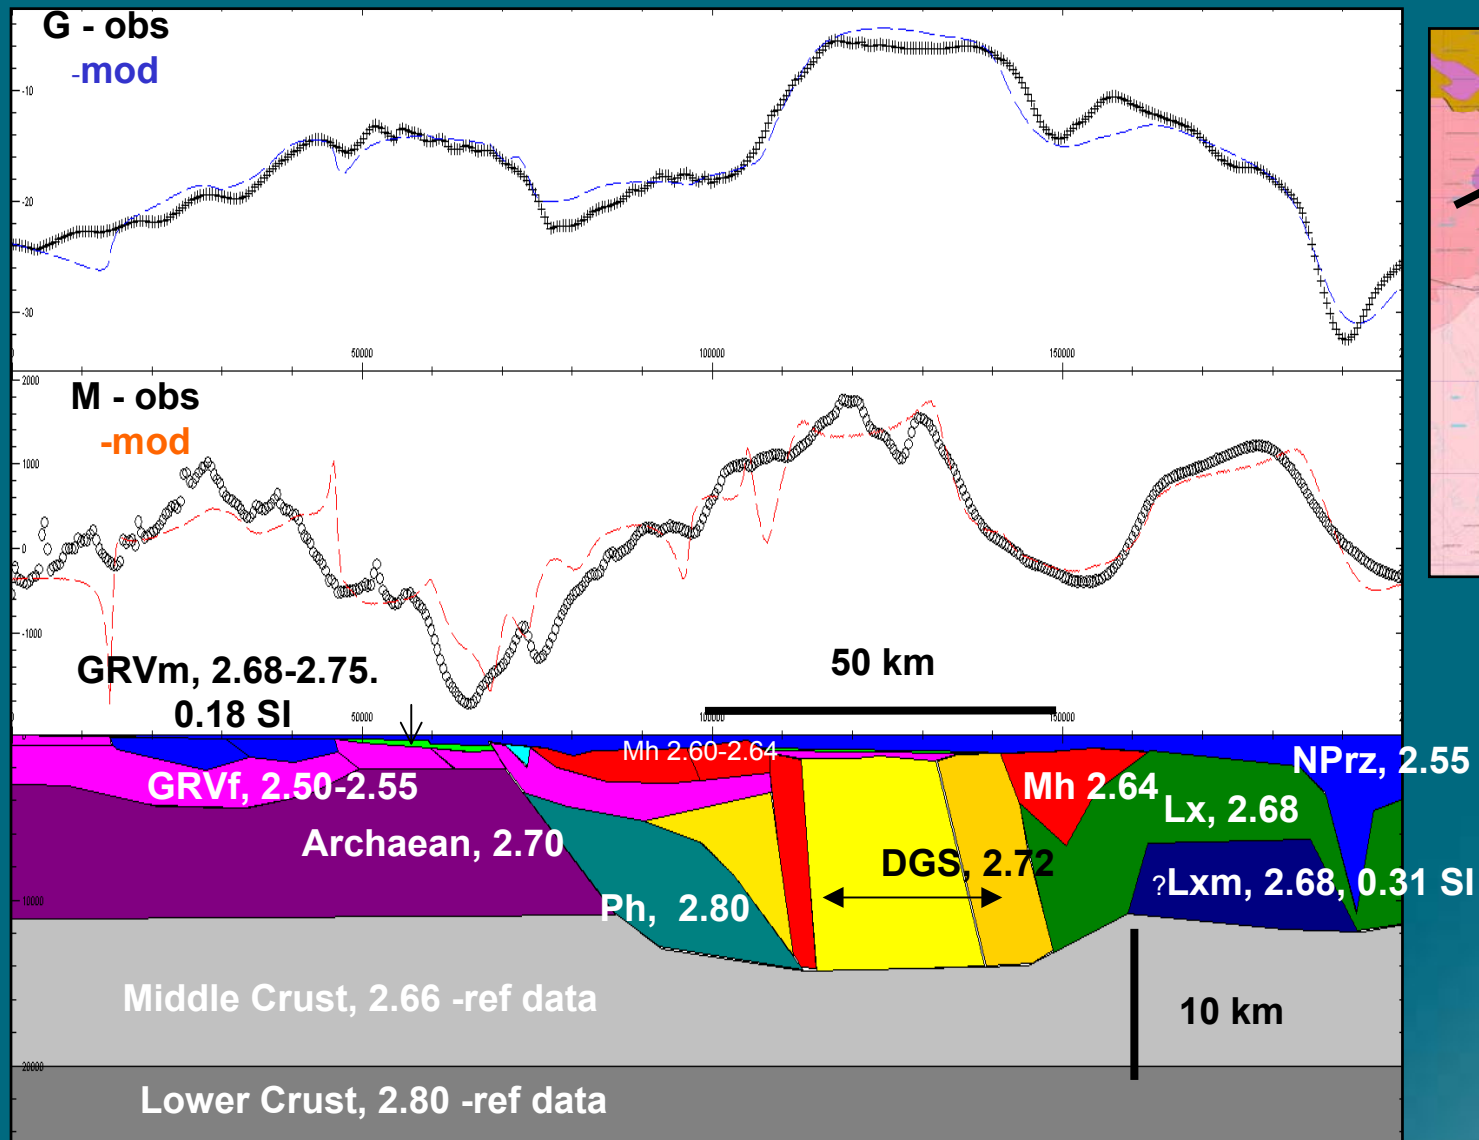 G - obs
-mod
-10
-20
-30
0
50000
100000
150000
2
M - obs
-mod
2000
1000
0
-1000
GRVm, 2.68-2.75.
0.18 SI
50 km
0
50000
100000
150000
0
Mh 2.60-2.64
NPrz, 2.55
GRVf, 2.50-2.55
Mh 2.64
Lx, 2.68
Archaean, 2.70
DGS, 2.72
?Lxm, 2.68, 0.31 SI
10000
Ph, 2.80
Middle Crust, 2.66 -ref data
10 km
20000
Lower Crust, 2.80 -ref data